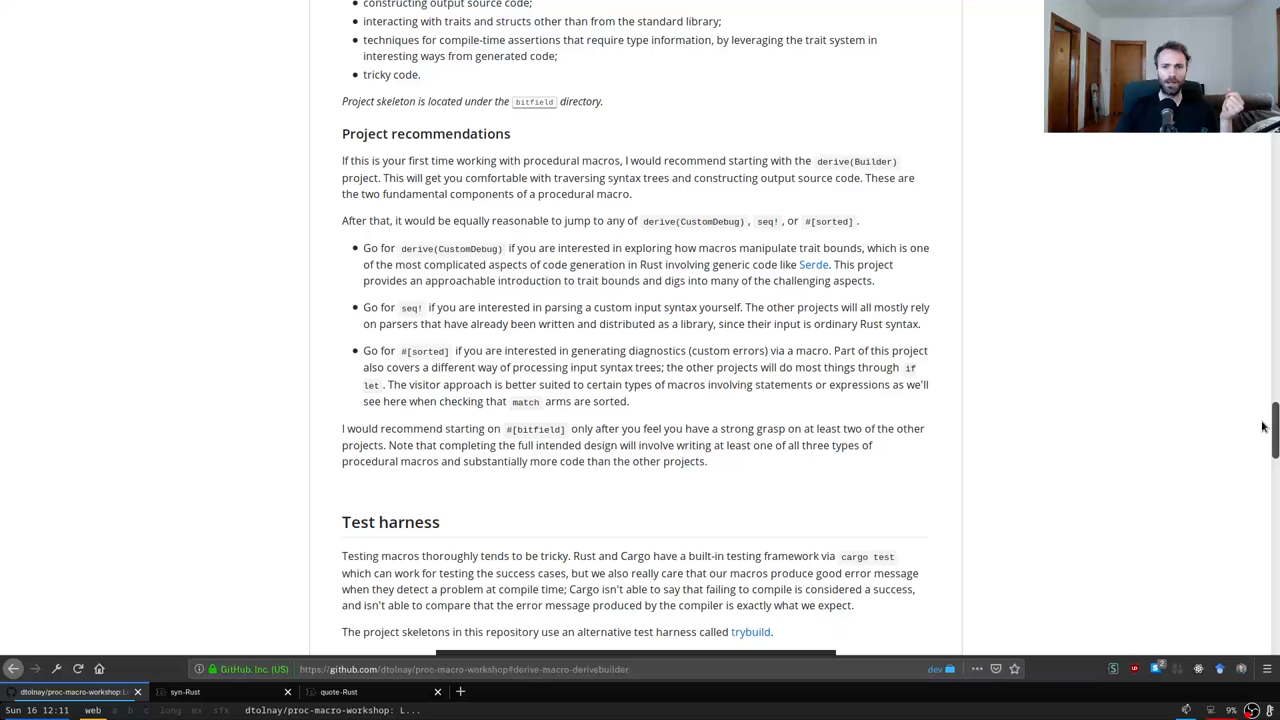 constructing output source code;
interacting with traits and structs other than from the standard library;
techniques for compile-time assertions that require type information, by leveraging the trait system in
interesting ways from generated code;
tricky code.
Project skeleton is located under the bitfield directory.
Project recommendations
If this is your first time working with procedural macros, I would recommend starting with the derive(Builder)
project. This will get you comfortable with traversing syntax trees and constructing output source code. These are
the two fundamental components of a procedural macro.
After that, it would be equally reasonable to jump to any of derive(CustomDebug), seq!, or #[sorted].
Go for derive(CustomDebug) if you are interested in exploring how macros manipulate trait bounds, which is one
of the most complicated aspects of code generation in Rust involving generic code like Serde. This project
provides an approachable introduction to trait bounds and digs into many of the challenging aspects.
Go for seq! if you are interested in parsing a custom input syntax yourself. The other projects will all mostly rely
on parsers that have already been written and distributed as a library, since their input is ordinary Rust syntax.
Go for #[sorted] if you are interested in generating diagnostics (custom errors) via a macro. Part of this project
also covers a different way of processing input syntax trees; the other projects will do most things through if
let. The visitor approach is better suited to certain types of macros involving statements or expressions as we'll
see here when checking that match arms are sorted.
I would recommend starting on #[bitfield] only after you feel you have a strong grasp on at least two of the other
projects. Note that completing the full intended design will involve writing at least one of all three types of
procedural macros and substantially more code than the other projects.
Test harness
Testing macros thoroughly tends to be tricky. Rust and Cargo have a built-in testing framework via cargo test
which can work for testing the success cases, but we also really care that our macros produce good error message
when they detect a problem at compile time; Cargo isn't able to say that failing to compile is considered a success,
and isn't able to compare that the error message produced by the compiler is exactly what we expect.
The project skeletons in this repository use an alternative test harness called trybuild.
GitHub, Inc. (US) https://github.com/dtolnay/proc-macro-workshop#derive-macro-derivebuilder dev
dtolnay/proc-macro-workshop: L syn-Rust quote-Rust
Sun 16 12:11 web a b c long mx sfx dtolnay/proc-macro-workshop: L... 9%